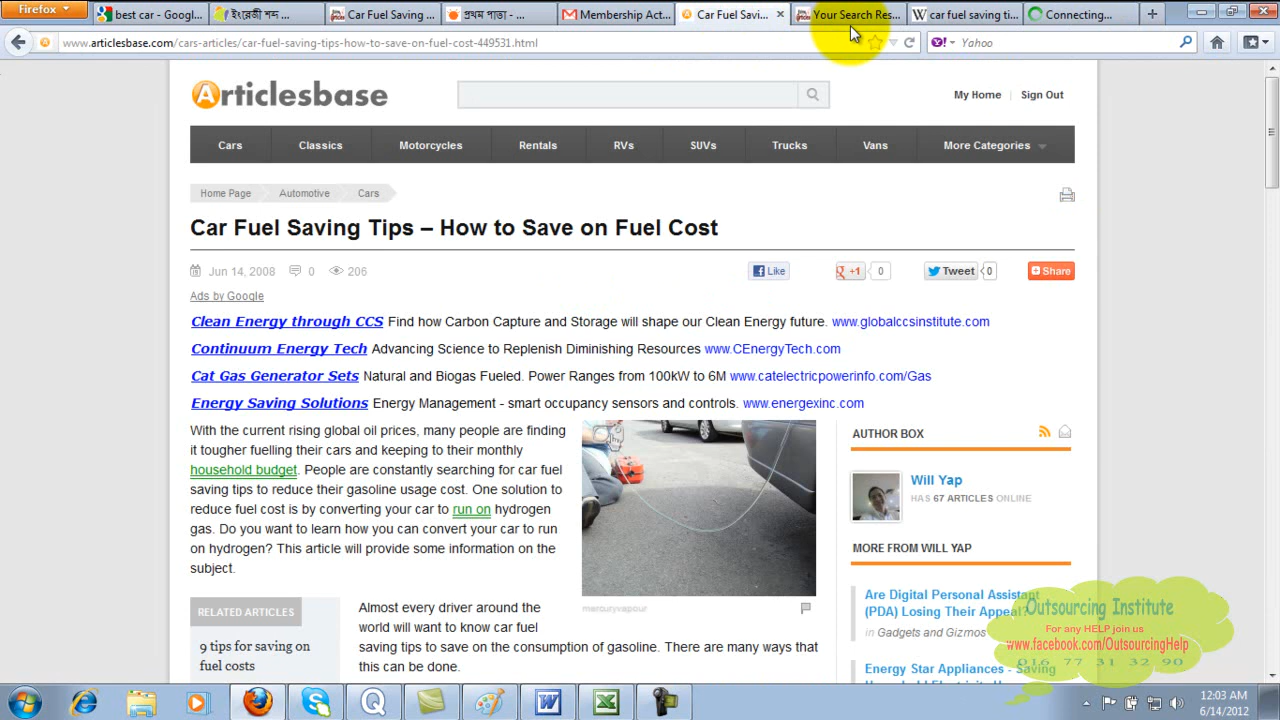 Firefox
best car - Googl...
ইংরেজী শব্দ ...
Car Fuel Saving ...
প্রথম পাতা - ...
Membership Act...
Car Fuel Savi...
Your Search Res...
car fuel saving ti...
Connecting...
www.articlesbase.com/cars-articles/car-fuel-saving-tips-how-to-save-on-fuel-cost-449531.html
Yahoo
Articlesbase
My Home Sign Out
Cars Classics Motorcycles Rentals RVs SUVs Trucks Vans More Categories
Home Page Automotive Cars
Car Fuel Saving Tips – How to Save on Fuel Cost
Jun 14, 2008 0 206
Like +1 0 Tweet 0 Share
Ads by Google
Clean Energy through CCS Find how Carbon Capture and Storage will shape our Clean Energy future. www.globalccsinstitute.com
Continuum Energy Tech Advancing Science to Replenish Diminishing Resources www.CEnergyTech.com
Cat Gas Generator Sets Natural and Biogas Fueled. Power Ranges from 100kW to 6M www.catelectricpowerinfo.com/Gas
Energy Saving Solutions Energy Management - smart occupancy sensors and controls. www.energexinc.com
With the current rising global oil prices, many people are finding
it tougher fuelling their cars and keeping to their monthly
household budget. People are constantly searching for car fuel
saving tips to reduce their gasoline usage cost. One solution to
reduce fuel cost is by converting your car to run on hydrogen
gas. Do you want to learn how you can convert your car to run
on hydrogen? This article will provide some information on the
subject.
mercuryvapour
RELATED ARTICLES
9 tips for saving on
fuel costs
Almost every driver around the
world will want to know car fuel
saving tips to save on the consumption of gasoline. There are many ways that
this can be done.
AUTHOR BOX
Will Yap
HAS 67 ARTICLES ONLINE
MORE FROM WILL YAP
Are Digital Personal Assistant
(PDA) Losing Their Appeal?
in Gadgets and Gizmos
Energy Star Appliances - Saving
Outsourcing Institute
For any HELP join us
www.facebook.com/OutsourcingHelp
016 77 31 32 90
12:03 AM
6/14/2012